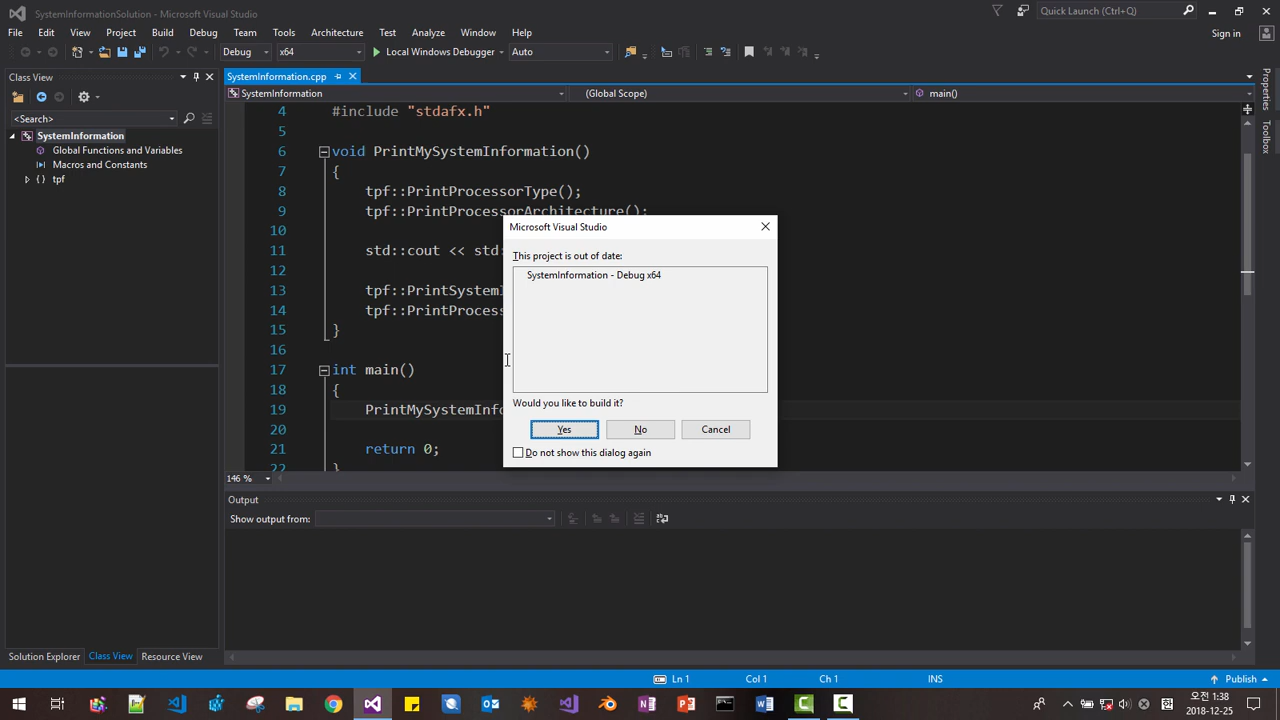 SystemInformationSolution - Microsoft Visual Studio
Quick Launch (Ctrl+Q)
File Edit View Project Build Debug Team Tools Architecture Test Analyze Window Help
Sign in
Debug x64 Local Windows Debugger Auto
Class View
SystemInformation.cpp
SystemInformation (Global Scope) main()
<Search>
SystemInformation
Global Functions and Variables
Macros and Constants
{ } tpf
4 #include "stdafx.h"
5
6 void PrintMySystemInformation()
7 {
8 tpf::PrintProcessorType();
9 tpf::PrintProcessorArchitecture();
10
11 std::cout << std:
12
13 tpf::PrintSystemI
14 tpf::PrintProces
15 }
16
17 int main()
18 {
19 PrintMySystemInfo
20
21 return 0;
22 }
Microsoft Visual Studio
This project is out of date:
SystemInformation - Debug x64
Would you like to build it?
Yes No Cancel
Do not show this dialog again
Properties
Toolbox
146 %
Output
Show output from:
Solution Explorer Class View Resource View
Ln 1 Col 1 Ch 1 INS Publish
오전 1:38
2018-12-25